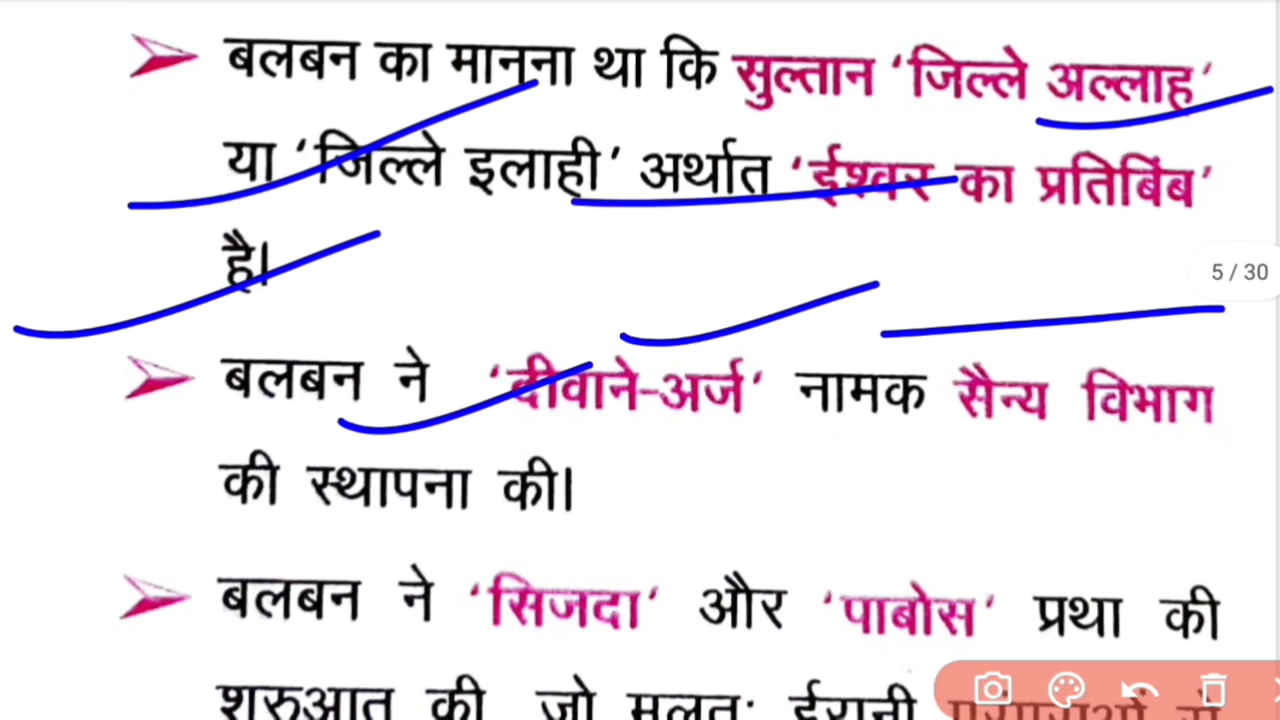 बलबन का मानना था कि सुल्तान ‘जिल्ले अल्लाह’
या ‘जिल्ले इलाही’ अर्थात ‘ईश्वर का प्रतिबिंब’
है।
5 / 30
बलबन ने ‘दीवाने-अर्ज’ नामक सैन्य विभाग
की स्थापना की।
बलबन ने ‘सिजदा’ और ‘पाबोस’ प्रथा की
शुरुआत की जो मूलतः ईरानी